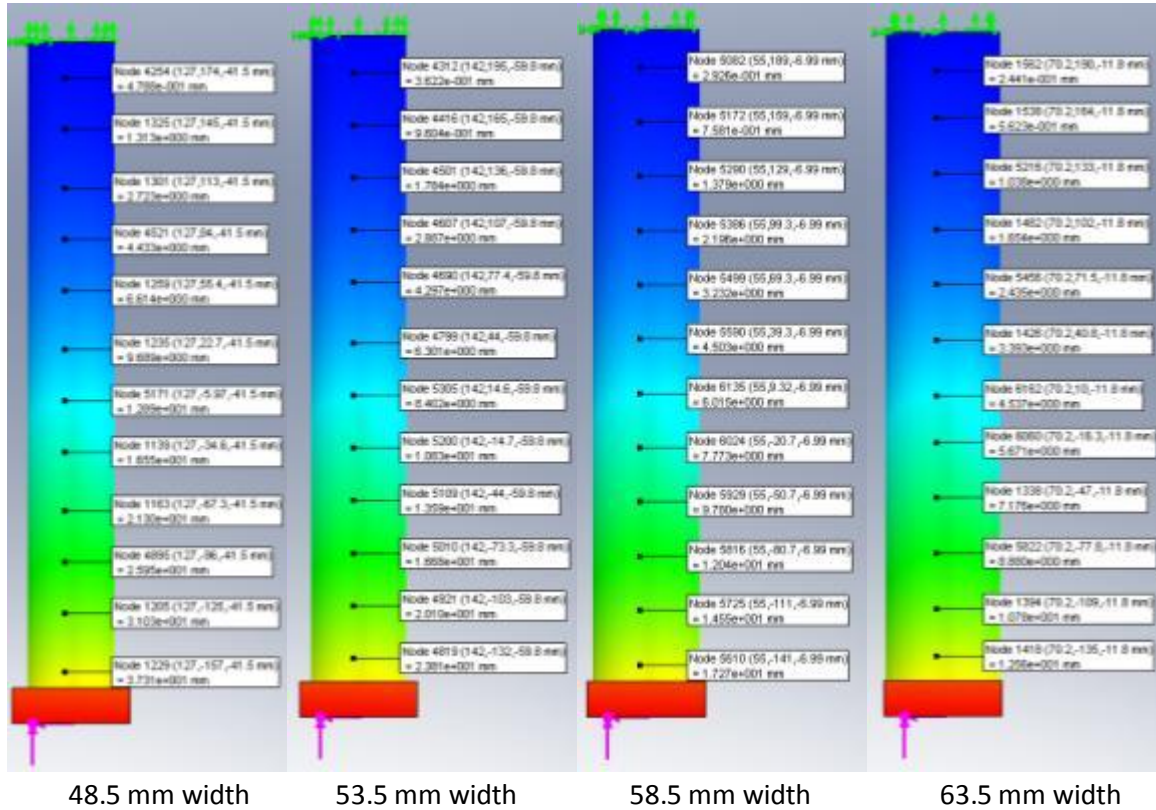 Node 4254 (127,174,-41.5 mm)
= 4.788e-001 mm
Node 1325 (127,145,-41.5 mm)
= 1.313e+000 mm
Node 1301 (127,113,-41.5 mm)
= 2.723e+000 mm
Node 4521 (127,84,-41.5 mm)
= 4.433e+000 mm
Node 1259 (127,55.4,-41.5 mm)
= 6.614e+000 mm
Node 1235 (127,22.7,-41.5 mm)
= 9.689e+000 mm
Node 5171 (127,-5.97,-41.5 mm)
= 1.289e+001 mm
Node 1139 (127,-34.6,-41.5 mm)
= 1.655e+001 mm
Node 1163 (127,-67.3,-41.5 mm)
= 2.130e+001 mm
Node 4895 (127,-96,-41.5 mm)
= 2.595e+001 mm
Node 1205 (127,-125,-41.5 mm)
= 3.103e+001 mm
Node 1229 (127,-157,-41.5 mm)
= 3.731e+001 mm
48.5 mm width
Node 4312 (142,195,-59.8 mm)
= 3.622e-001 mm
Node 4416 (142,165,-59.8 mm)
= 9.604e-001 mm
Node 4501 (142,136,-59.8 mm)
= 1.784e+000 mm
Node 4607 (142,107,-59.8 mm)
= 2.867e+000 mm
Node 4690 (142,77.4,-59.8 mm)
= 4.297e+000 mm
Node 4799 (142,44,-59.8 mm)
= 6.301e+000 mm
Node 5305 (142,14.6,-59.8 mm)
= 8.402e+000 mm
Node 5200 (142,-14.7,-59.8 mm)
= 1.083e+001 mm
Node 5109 (142,-44,-59.8 mm)
= 1.359e+001 mm
Node 5010 (142,-73.3,-59.8 mm)
= 1.668e+001 mm
Node 4921 (142,-103,-59.8 mm)
= 2.010e+001 mm
Node 4819 (142,-132,-59.8 mm)
= 2.381e+001 mm
53.5 mm width
Node 5082 (55,189,-6.99 mm)
= 2.926e-001 mm
Node 5172 (55,159,-6.99 mm)
= 7.581e-001 mm
Node 5280 (55,129,-6.99 mm)
= 1.379e+000 mm
Node 5386 (55,99.3,-6.99 mm)
= 2.196e+000 mm
Node 5499 (55,69.3,-6.99 mm)
= 3.232e+000 mm
Node 5590 (55,39.3,-6.99 mm)
= 4.503e+000 mm
Node 6135 (55,9.32,-6.99 mm)
= 6.015e+000 mm
Node 6024 (55,-20.7,-6.99 mm)
= 7.773e+000 mm
Node 5929 (55,-50.7,-6.99 mm)
= 9.780e+000 mm
Node 5816 (55,-80.7,-6.99 mm)
= 1.204e+001 mm
Node 5725 (55,-111,-6.99 mm)
= 1.455e+001 mm
Node 5610 (55,-141,-6.99 mm)
= 1.727e+001 mm
58.5 mm width
Node 1562 (70.2,190,-11.8 mm)
= 2.441e-001 mm
Node 1538 (70.2,164,-11.8 mm)
= 5.623e-001 mm
Node 5215 (70.2,133,-11.8 mm)
= 1.038e+000 mm
Node 1482 (70.2,102,-11.8 mm)
= 1.654e+000 mm
Node 5456 (70.2,71.5,-11.8 mm)
= 2.435e+000 mm
Node 1426 (70.2,40.8,-11.8 mm)
= 3.393e+000 mm
Node 6162 (70.2,10,-11.8 mm)
= 4.537e+000 mm
Node 6060 (70.2,-16.3,-11.8 mm)
= 5.671e+000 mm
Node 1338 (70.2,-47,-11.8 mm)
= 7.176e+000 mm
Node 5822 (70.2,-77.8,-11.8 mm)
= 8.880e+000 mm
Node 1394 (70.2,-109,-11.8 mm)
= 1.078e+001 mm
Node 1418 (70.2,-135,-11.8 mm)
mm
63.5 mm width